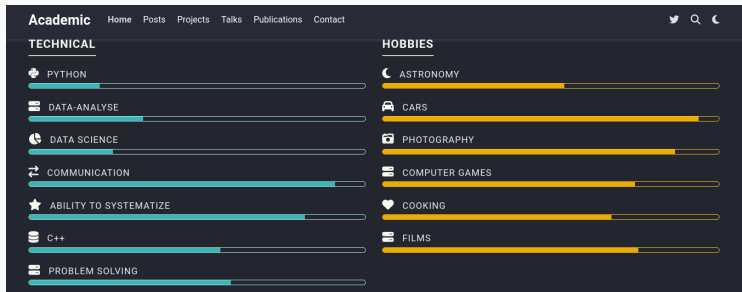 Academic Home Posts Projects Talks Publications Contact
TECHNICAL
PYTHON
DATA-ANALYSE
DATA SCIENCE
COMMUNICATION
ABILITY TO SYSTEMATIZE
C++
PROBLEM SOLVING
HOBBIES
ASTRONOMY
CARS
PHOTOGRAPHY
COMPUTER GAMES
COOKING
FILMS